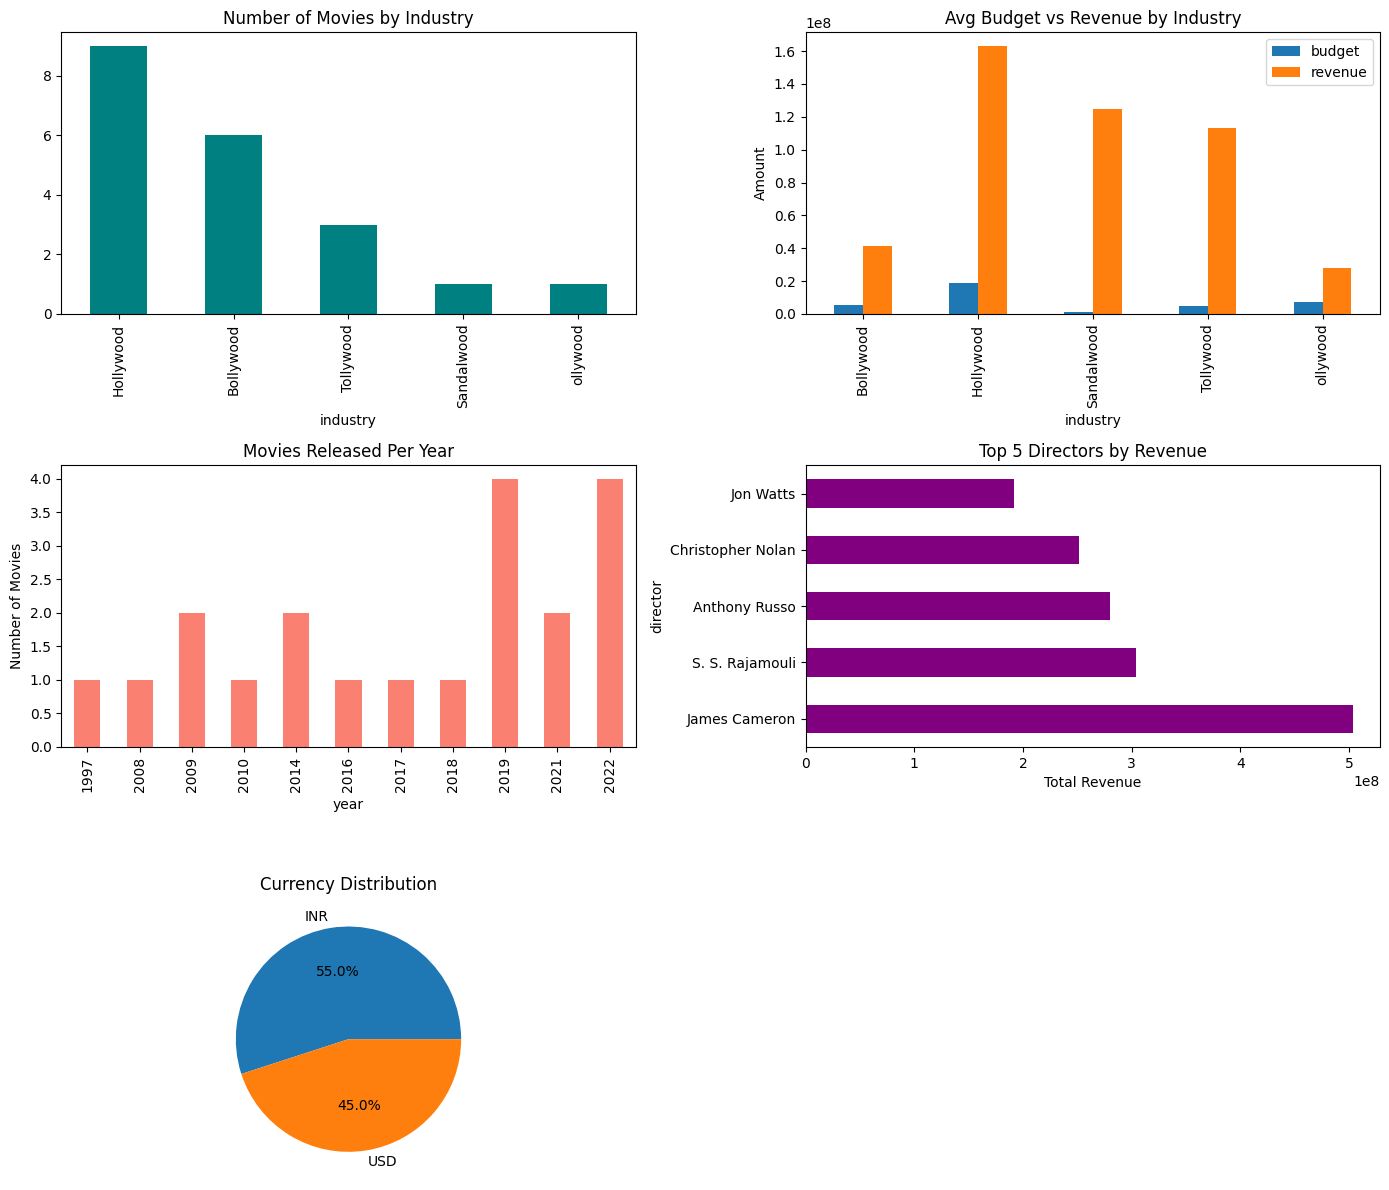 Number of Movies by Industry
8
6
4
2
0
Hollywood
Bollywood
Tollywood
Sandalwood
ollywood
industry
Avg Budget vs Revenue by Industry
1e8
budget
revenue
Amount
1.6
1.4
1.2
1.0
0.8
0.6
0.4
0.2
0.0
Bollywood
Hollywood
Sandalwood
Tollywood
ollywood
industry
Movies Released Per Year
Number of Movies
4.0
3.5
3.0
2.5
2.0
1.5
1.0
0.5
0.0
1997
2008
2009
2010
2014
2016
2017
2018
2019
2021
2022
year
Top 5 Directors by Revenue
director
Jon Watts
Christopher Nolan
Anthony Russo
S. S. Rajamouli
James Cameron
0 1 2 3 4 5
Total Revenue
1e8
Currency Distribution
INR
55.0%
45.0%
USD